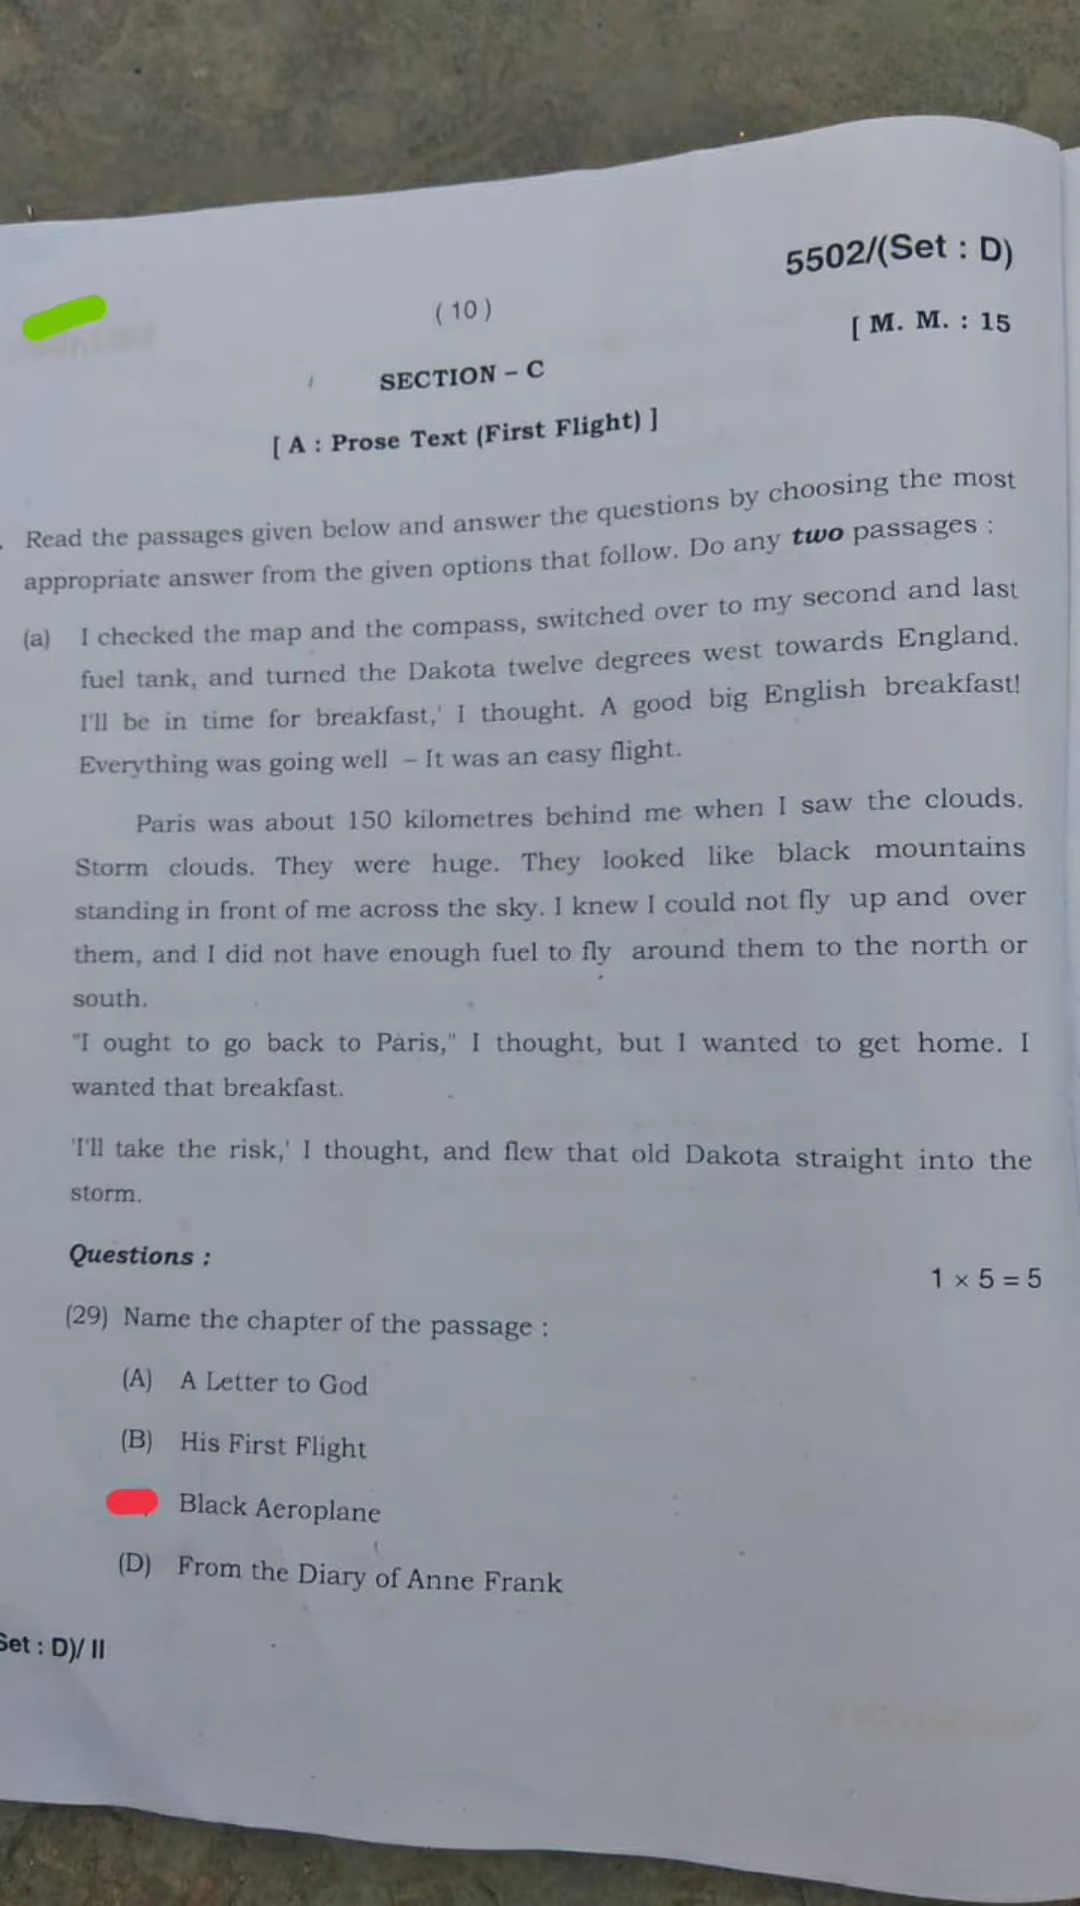 5502/(Set : D)
( 10 )
[ M. M. : 15
SECTION – C
[ A : Prose Text (First Flight) ]
Read the passages given below and answer the questions by choosing the most
appropriate answer from the given options that follow. Do any two passages :
(a) I checked the map and the compass, switched over to my second and last
fuel tank, and turned the Dakota twelve degrees west towards England.
I'll be in time for breakfast,' I thought. A good big English breakfast!
Everything was going well – It was an easy flight.
Paris was about 150 kilometres behind me when I saw the clouds.
Storm clouds. They were huge. They looked like black mountains
standing in front of me across the sky. I knew I could not fly up and over
them, and I did not have enough fuel to fly around them to the north or
south.
"I ought to go back to Paris," I thought, but I wanted to get home. I
wanted that breakfast.
'I'll take the risk,' I thought, and flew that old Dakota straight into the
storm.
Questions :
1 × 5 = 5
(29) Name the chapter of the passage :
(A) A Letter to God
(B) His First Flight
Black Aeroplane
(D) From the Diary of Anne Frank
Set : D)/ II